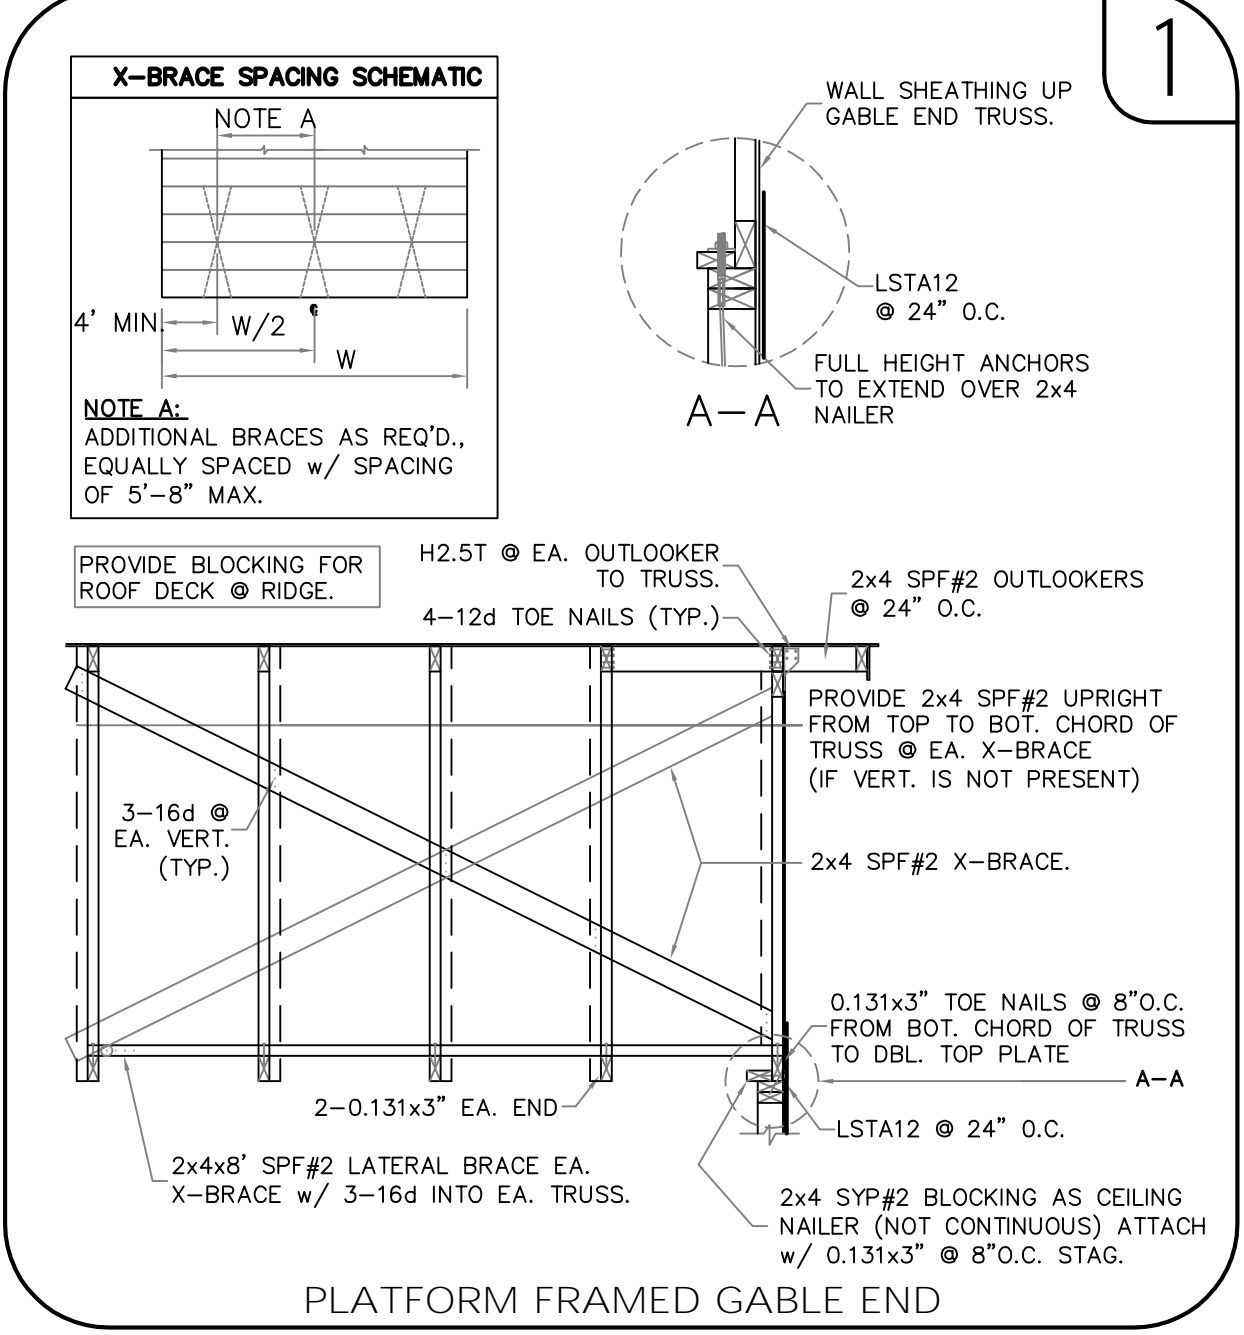 1
X-BRACE SPACING SCHEMATIC
NOTE A
4' MIN.
W/2
W
NOTE A:
ADDITIONAL BRACES AS REQ'D.,
EQUALLY SPACED w/ SPACING
OF 5'-8" MAX.
WALL SHEATHING UP
GABLE END TRUSS.
LSTA12
@ 24" O.C.
FULL HEIGHT ANCHORS
TO EXTEND OVER 2x4
NAILER
A-A
PROVIDE BLOCKING FOR
ROOF DECK @ RIDGE.
H2.5T @ EA. OUTLOOKER
TO TRUSS.
4-12d TOE NAILS (TYP.)
2x4 SPF#2 OUTLOOKERS
@ 24" O.C.
PROVIDE 2x4 SPF#2 UPRIGHT
FROM TOP TO BOT. CHORD OF
TRUSS @ EA. X-BRACE
(IF VERT. IS NOT PRESENT)
3-16d @
EA. VERT.
(TYP.)
2x4 SPF#2 X-BRACE.
0.131x3" TOE NAILS @ 8"O.C.
FROM BOT. CHORD OF TRUSS
TO DBL. TOP PLATE
A-A
2-0.131x3" EA. END
LSTA12 @ 24" O.C.
2x4x8' SPF#2 LATERAL BRACE EA.
X-BRACE w/ 3-16d INTO EA. TRUSS.
2x4 SYP#2 BLOCKING AS CEILING
NAILER (NOT CONTINUOUS) ATTACH
w/ 0.131x3" @ 8"O.C. STAG.
PLATFORM FRAMED GABLE END